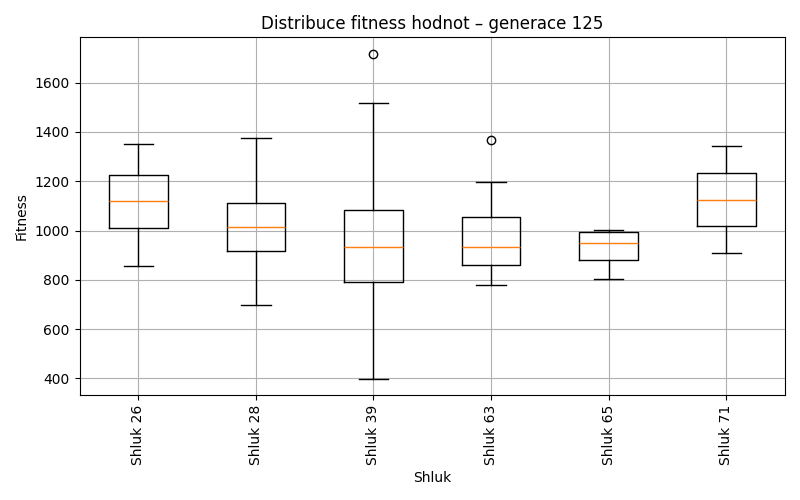 Distribuce fitness hodnot – generace 125
Fitness
1600
1400
1200
1000
800
600
400
Shluk 26
Shluk 28
Shluk 39
Shluk 63
Shluk 65
Shluk 71
Shluk